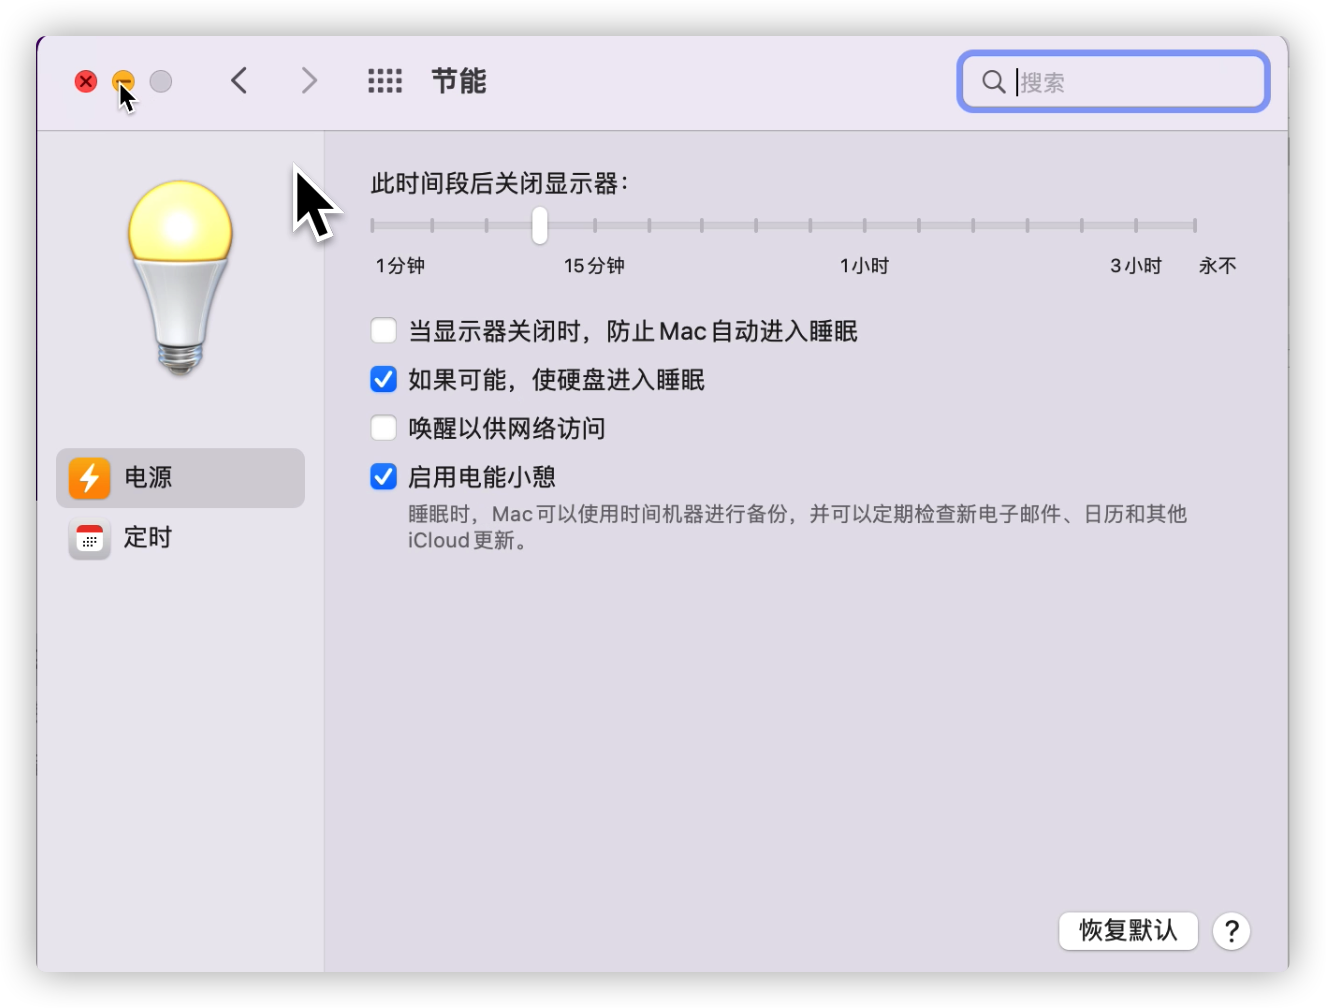 节能
搜索
此时间段后关闭显示器：
1分钟 15分钟 1小时 3小时 永不
当显示器关闭时，防止Mac自动进入睡眠
如果可能，使硬盘进入睡眠
唤醒以供网络访问
启用电能小憩
睡眠时，Mac可以使用时间机器进行备份，并可以定期检查新电子邮件、日历和其他
iCloud更新。
电源
定时
恢复默认 ?